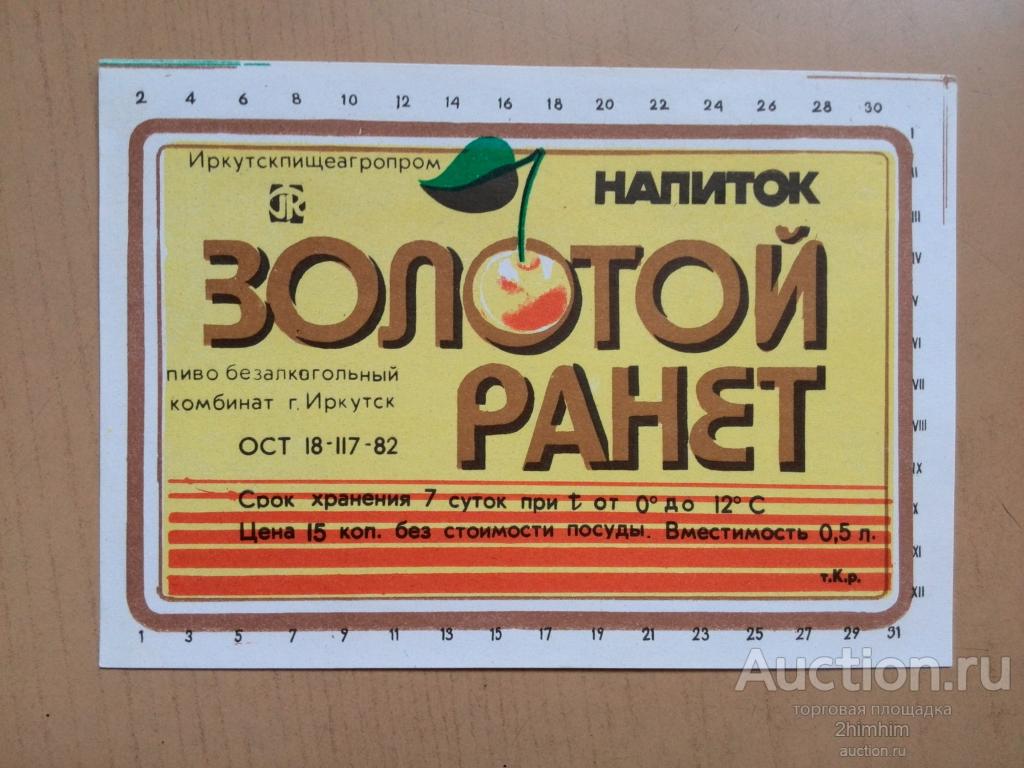 2 4 6 8 10 12 14 16 18 20 22 24 26 28 30
Иркутскпищеагропром
НАПИТОК
ЗОЛОТОЙ
РАНЕТ
пиво безалкогольный
комбинат г. Иркутск
ОСТ 18-117-82
Срок хранения 7 суток при t от 0° до 12° С
Цена 15 коп. без стоимости посуды. Вместимость 0,5 л.
т.К.р.
I
II
III
IV
V
VI
VII
VIII
IX
X
XI
XII
1 3 5 7 9 11 13 15 17 19 21 23 25 27 29 31
Auction.ru
торговая площадка
2himhim
auction.ru